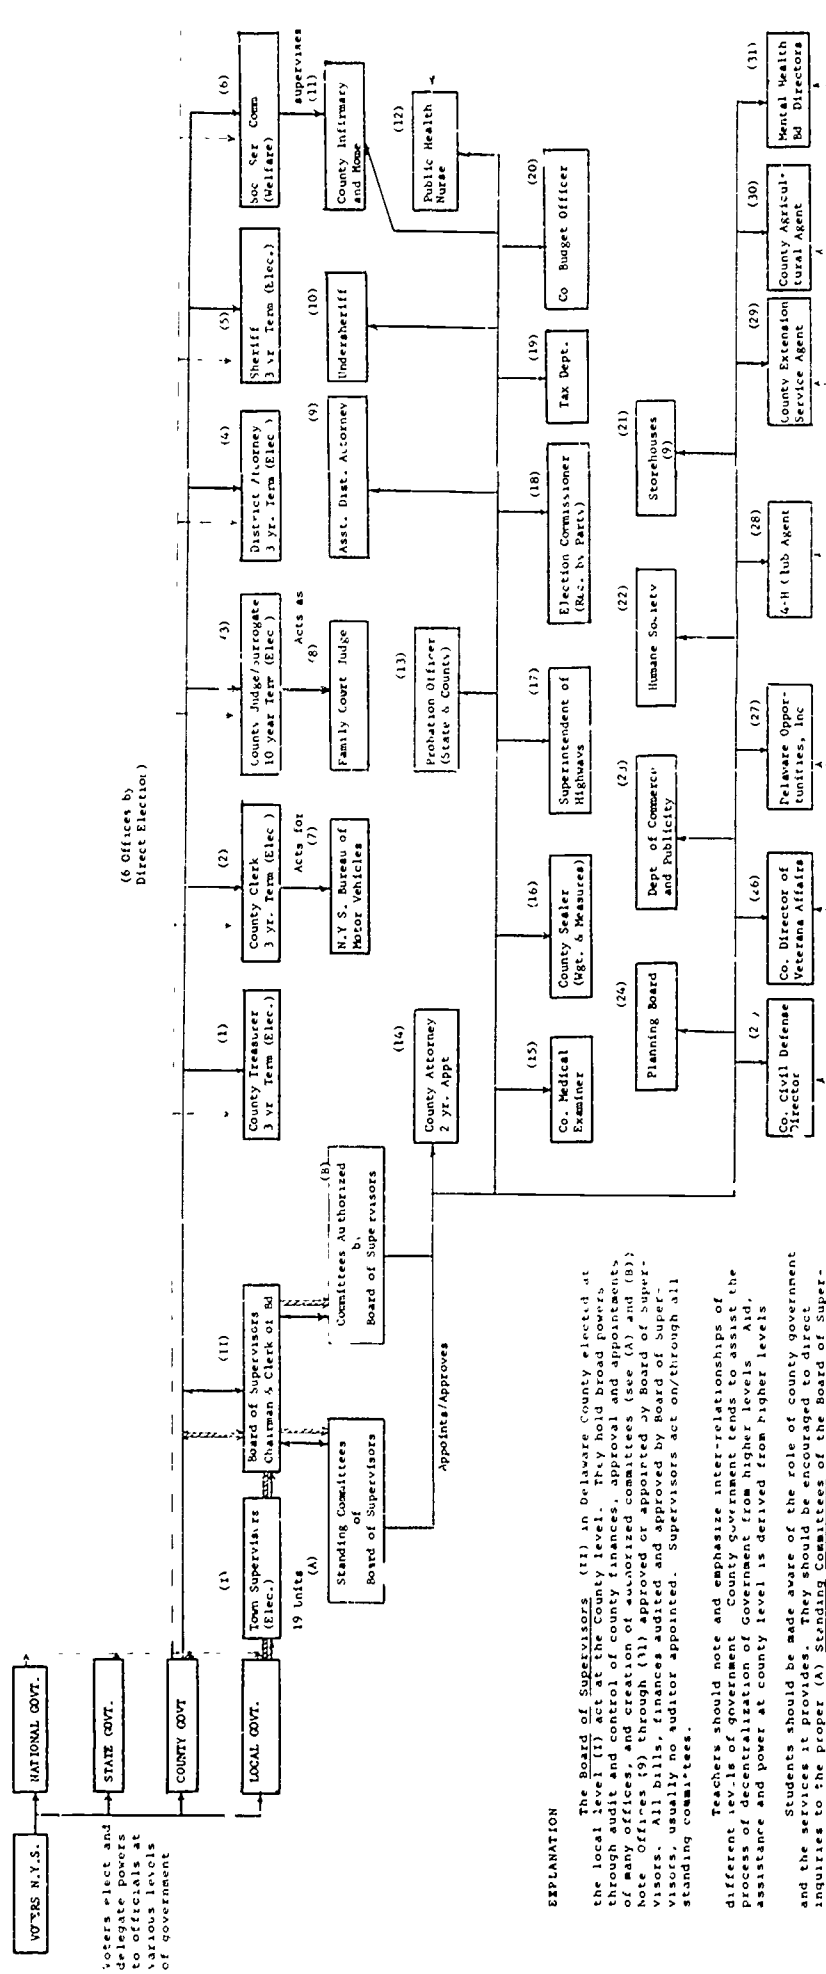 VOTERS N.Y.S.
Voters elect and
delegate powers
to officials at
various levels
of government
NATIONAL GOVT.
STATE GOVT.
COUNTY GOVT
LOCAL GOVT.
(6 Offices by
Direct Election)
(I)
Town Supervisors
(Elec.)
19 Units
(II)
Board of Supervisors
Chairman & Clerk of Bd
(A)
Standing Committees
of
Board of Supervisors
(B)
Committees Authorized
by
Board of Supervisors
Appoints/Approves
(1)
County Treasurer
3 yr Term (Elec.)
(2)
County Clerk
3 yr. Term (Elec )
Acts for
(7)
N.Y S. Bureau of
Motor Vehicles
(3)
County Judge/Surrogate
10 year Term (Elec )
Acts as
(8)
Family Court Judge
(4)
District Attorney
3 yr. Term (Elec )
(9)
Asst. Dist. Attorney
(5)
Sheriff
3 yr Term (Elec.)
(10)
Undersheriff
(6)
Soc Ser Comm
(Welfare)
supervises
(11)
County Infirmary
and Home
(12)
Public Health
Nurse
(13)
Probation Officer
(State & County)
(14)
County Attorney
2 yr. Appt
(15)
Co. Medical
Examiner
(16)
County Sealer
(Wgt. & Measures)
(17)
Superintendent of
Highways
(18)
Election Commissioner
(Rec. by Party)
(19)
Tax Dept.
(20)
Co Budget Officer
(21)
Storehouses
(9)
(22)
Humane Society
(23)
Dept of Commerce
and Publicity
(24)
Planning Board
(2 )
Co. Civil Defense
Director
(26)
Co. Director of
Veterans Affairs
(27)
Delaware Oppor-
tunities, Inc
(28)
4-H Club Agent
(29)
County Extension
Service Agent
(30)
County Agricul-
tural Agent
(31)
Mental Health
Bd Directors
EXPLANATION
The Board of Supervisors (II) in Delaware County elected at
the local level (I) act at the County level. They hold broad powers
through audit and control of county finances, approval and appointments
of many offices, and creation of authorized committees (see (A) and (B);
Note Offices (9) through (31) approved or appointed by Board of Super-
visors. All bills, finances audited and approved by Board of Super-
visors, usually no auditor appointed. Supervisors act on/through all
standing committees.
Teachers should note and emphasize inter-relationships of
different levels of government County government tends to assist the
process of decentralization of Government from higher levels Aid,
assistance and power at county level is derived from higher levels
Students should be made aware of the role of county government
and the services it provides. They should be encouraged to direct
inquiries to the proper (A) Standing Committees of the Board of Super-